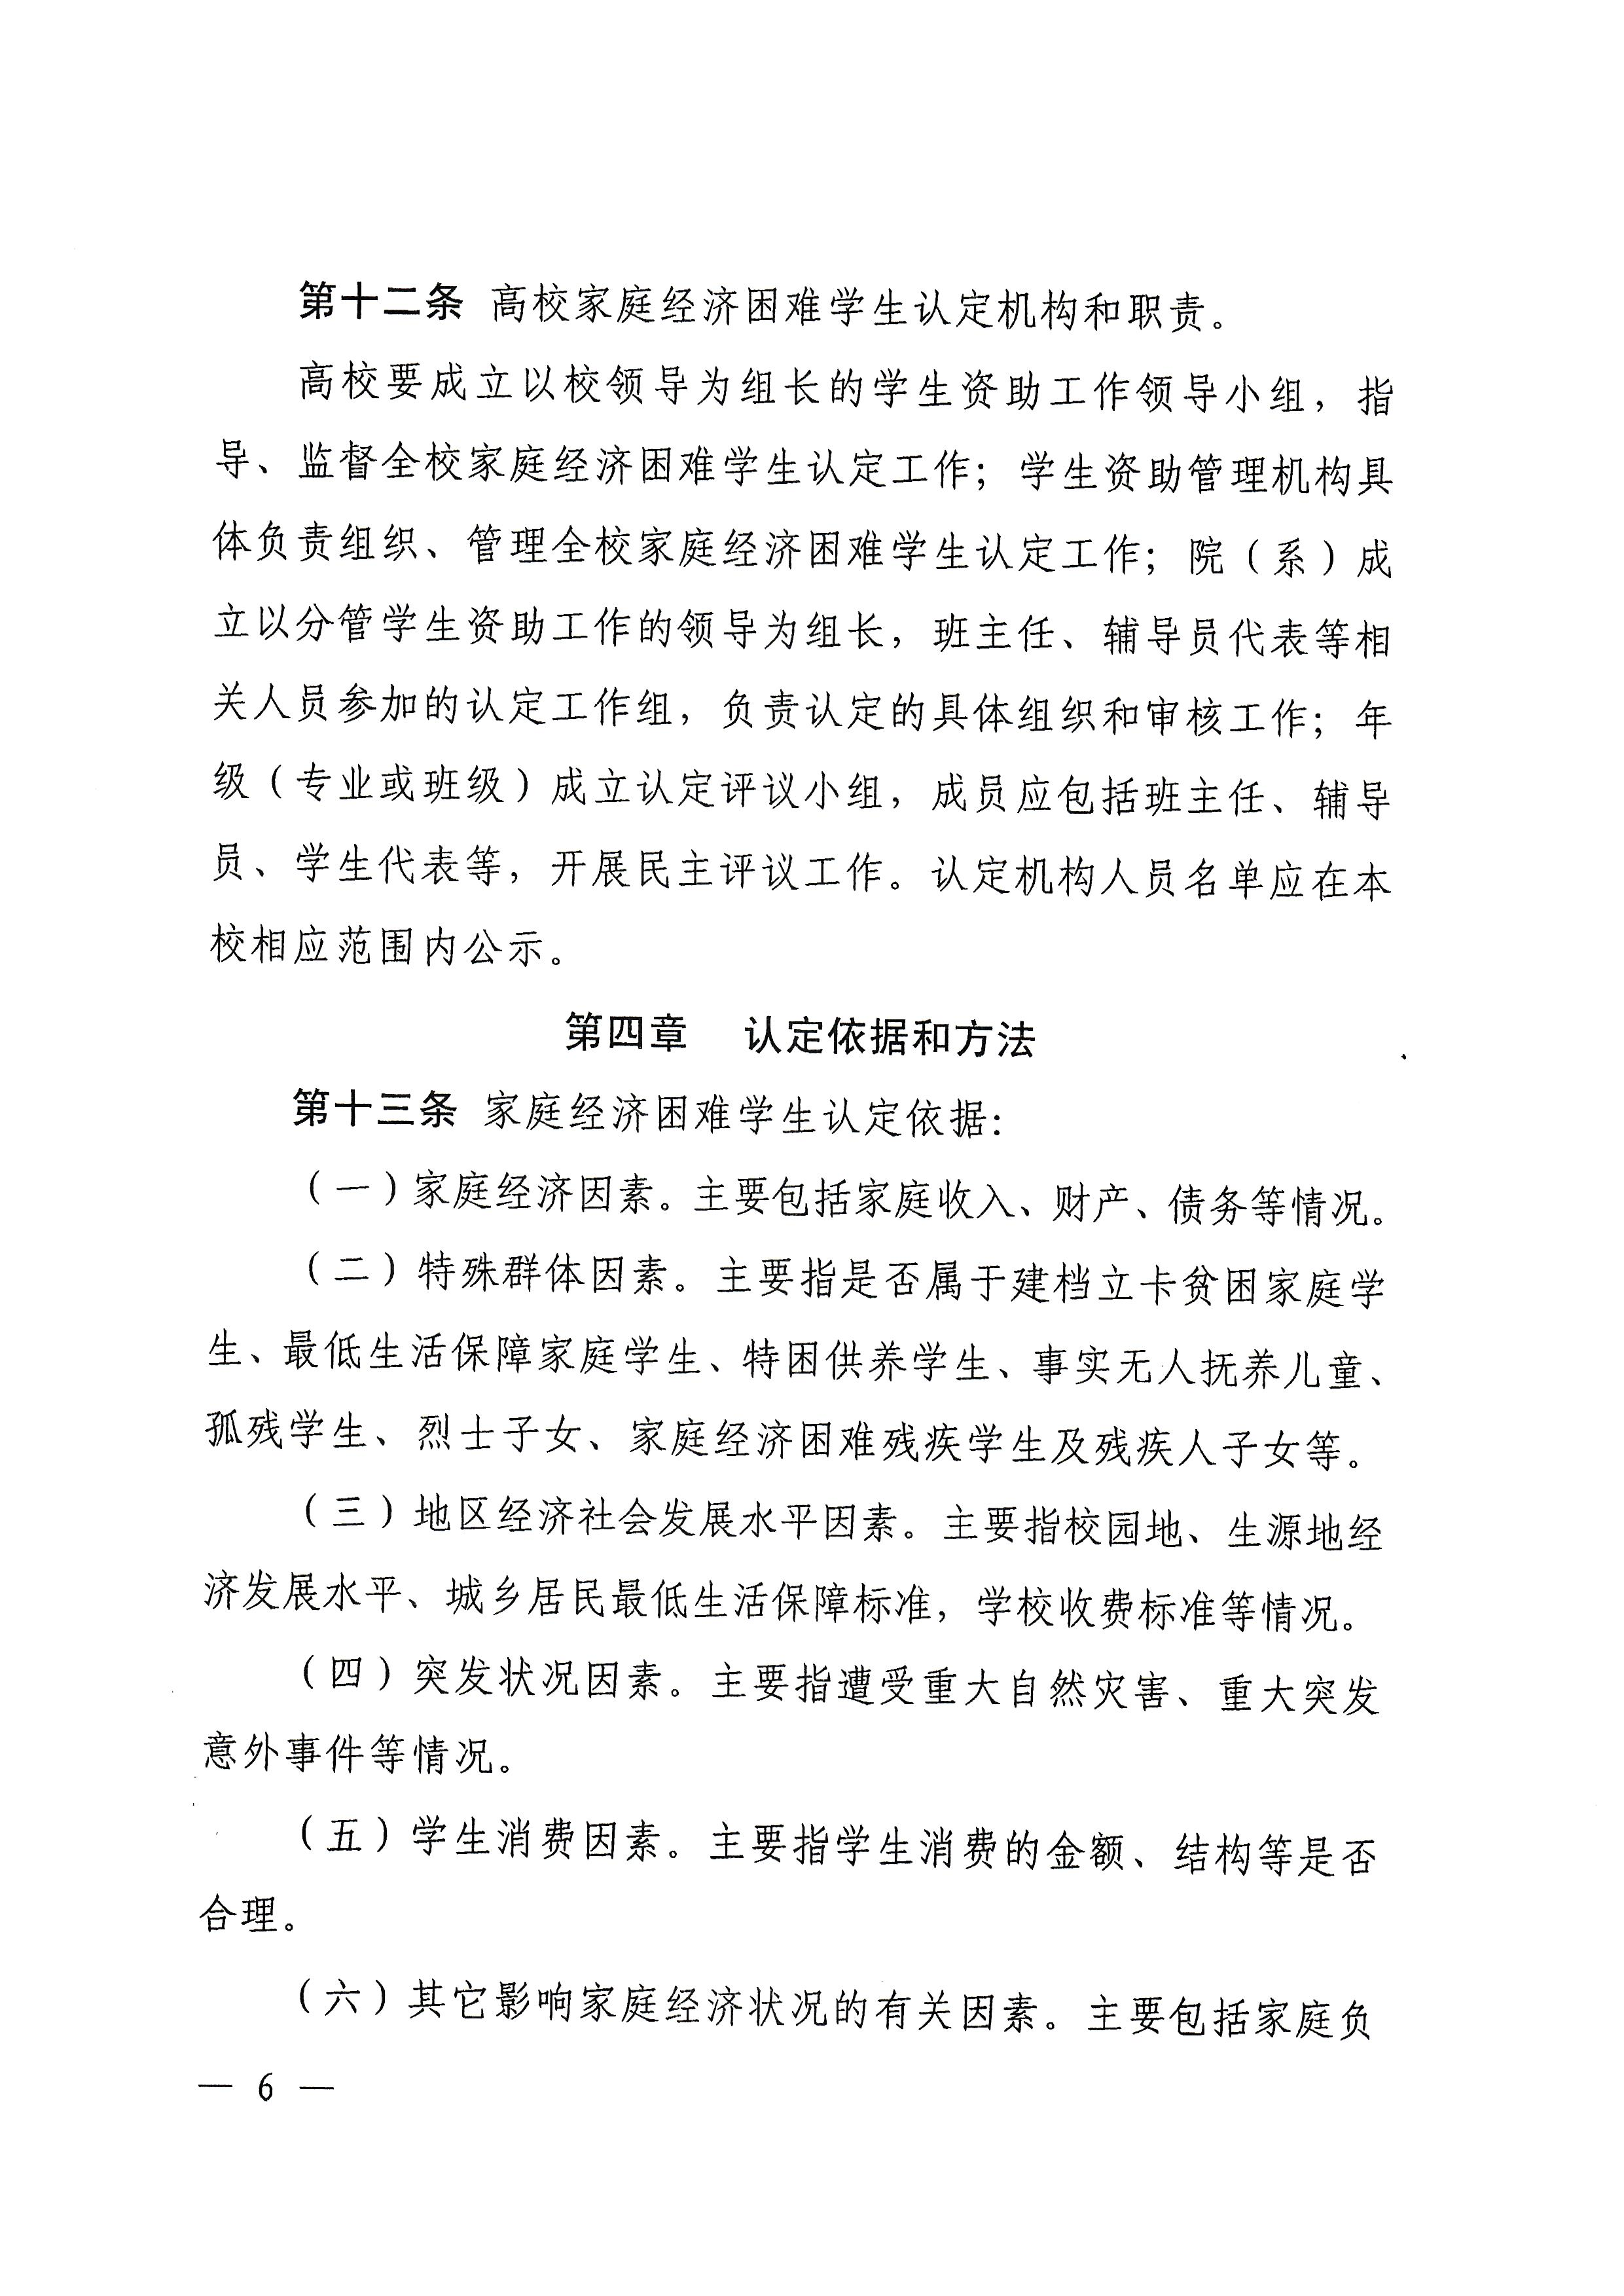 第十二条 高校家庭经济困难学生认定机构和职责。
高校要成立以校领导为组长的学生资助工作领导小组，指
导、监督全校家庭经济困难学生认定工作；学生资助管理机构具
体负责组织、管理全校家庭经济困难学生认定工作；院（系）成
立以分管学生资助工作的领导为组长，班主任、辅导员代表等相
关人员参加的认定工作组，负责认定的具体组织和审核工作；年
级（专业或班级）成立认定评议小组，成员应包括班主任、辅导
员、学生代表等，开展民主评议工作。认定机构人员名单应在本
校相应范围内公示。
第四章 认定依据和方法
第十三条 家庭经济困难学生认定依据：
（一）家庭经济因素。主要包括家庭收入、财产、债务等情况。
（二）特殊群体因素。主要指是否属于建档立卡贫困家庭学
生、最低生活保障家庭学生、特困供养学生、事实无人抚养儿童、
孤残学生、烈士子女、家庭经济困难残疾学生及残疾人子女等。
（三）地区经济社会发展水平因素。主要指校园地、生源地经
济发展水平、城乡居民最低生活保障标准，学校收费标准等情况。
（四）突发状况因素。主要指遭受重大自然灾害、重大突发
意外事件等情况。
（五）学生消费因素。主要指学生消费的金额、结构等是否
合理。
（六）其它影响家庭经济状况的有关因素。主要包括家庭负
— 6 —